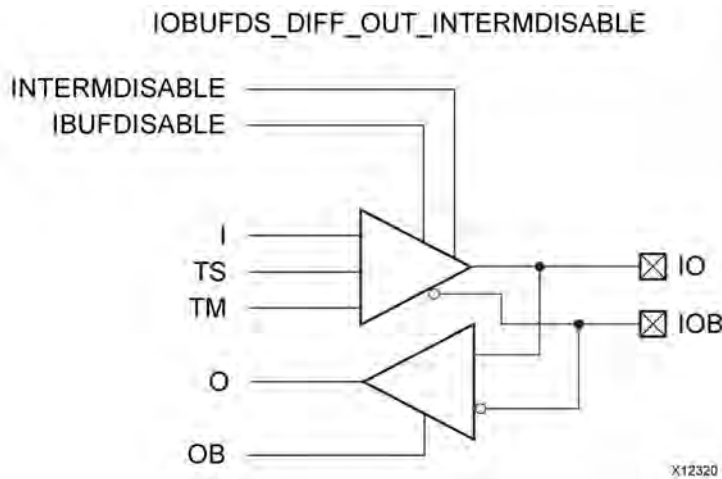 IOBUFDS_DIFF_OUT_INTERMDISABLE
INTERMDISABLE
IBUFDISABLE
I
TS
TM
IO
IOB
O
OB
X12320